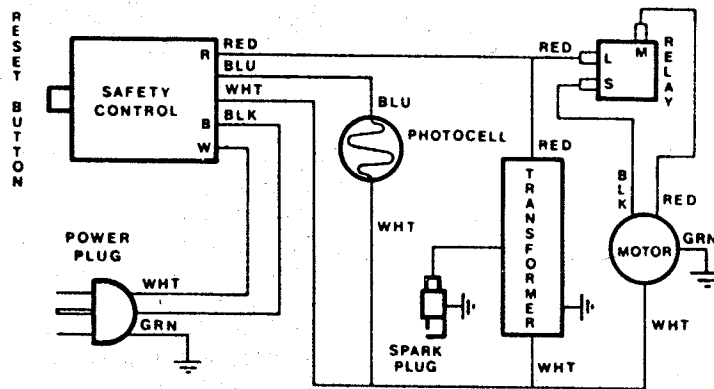 RESET BUTTON
SAFETY
CONTROL
R
B
W
RED
BLU
WHT
BLK
BLU
PHOTOCELL
WHT
RED
L
M
S
RELAY
RED
TRANSFORMER
BLK
RED
GRN
MOTOR
WHT
POWER
PLUG
WHT
GRN
SPARK
PLUG
WHT